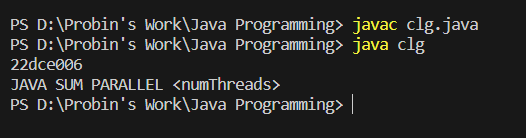 PS D:\Probin's Work\Java Programming> javac clg.java
PS D:\Probin's Work\Java Programming> java clg
22dce006
JAVA SUM PARALLEL <numThreads>
PS D:\Probin's Work\Java Programming>